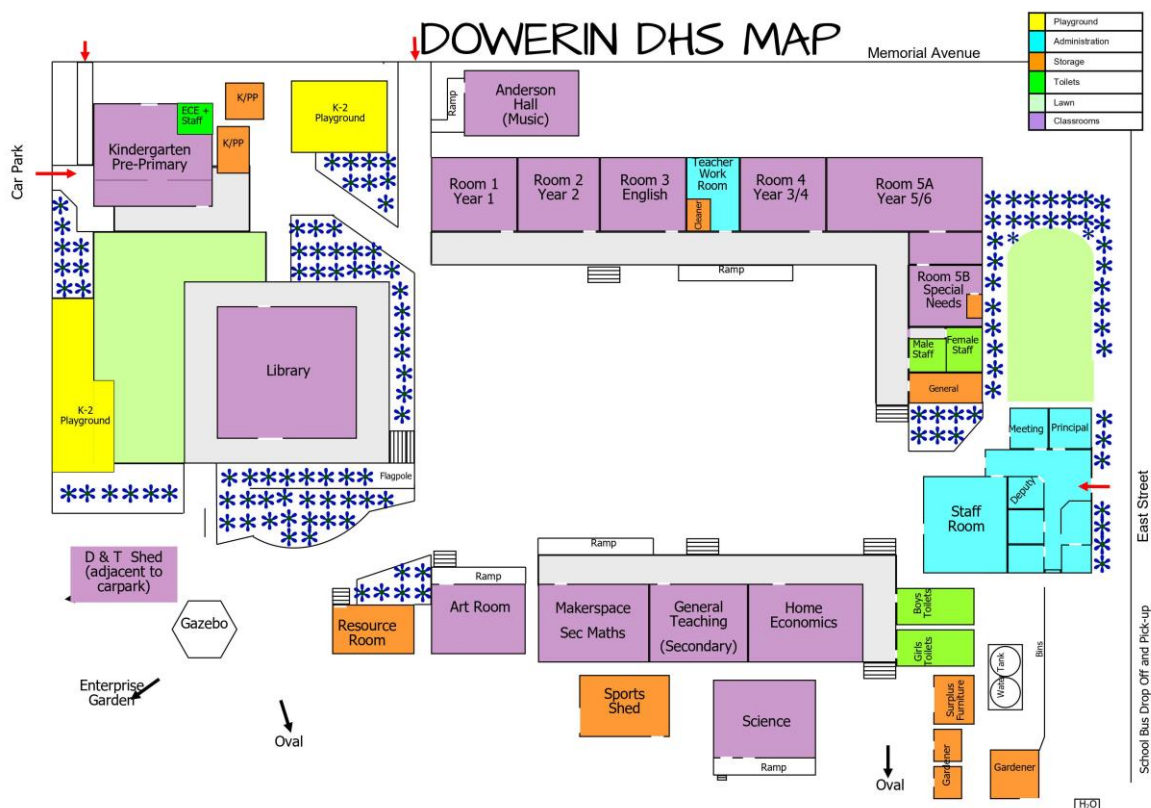 DOWERIN DHS MAP
Memorial Avenue
Playground
Administration
Storage
Toilets
Lawn
Classrooms
Car Park
ECE +
Staff
K/PP
K/PP
Kindergarten
Pre-Primary
K-2
Playground
Ramp
Anderson
Hall
(Music)
Room 1
Year 1
Room 2
Year 2
Room 3
English
Teacher
Work
Room
Cleaner
Room 4
Year 3/4
Room 5A
Year 5/6
Ramp
Room 5B
Special
Needs
Male
Staff
Female
Staff
General
Library
K-2
Playground
Flagpole
Meeting
Principal
Deputy
Staff
Room
East Street
School Bus Drop Off and Pick-up
D & T Shed
(adjacent to
carpark)
Gazebo
Enterprise
Garden
Oval
Resource
Room
Ramp
Art Room
Ramp
Makerspace
Sec Maths
General
Teaching
(Secondary)
Home
Economics
Boys
Toilets
Girls
Toilets
Sports
Shed
Science
Ramp
Surplus
Furniture
Gardener
Water Tank
Bins
Gardener
Oval
H2O